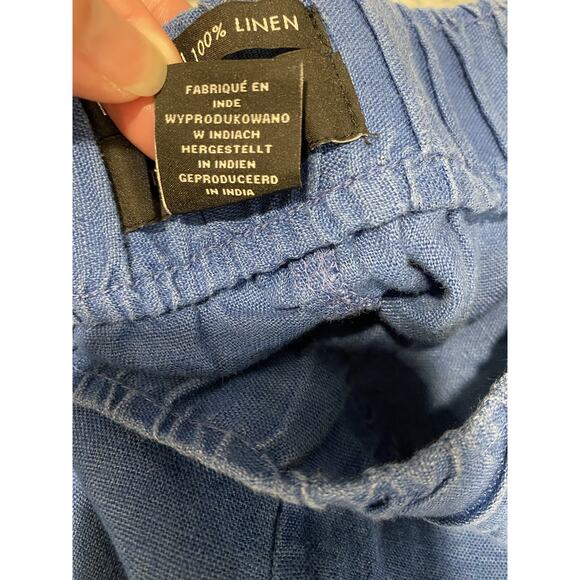 100% LINEN
FABRIQUÉ EN
INDE
WYPRODUKOWANO
W INDIACH
HERGESTELLT
IN INDIEN
GEPRODUCEERD
IN INDIA